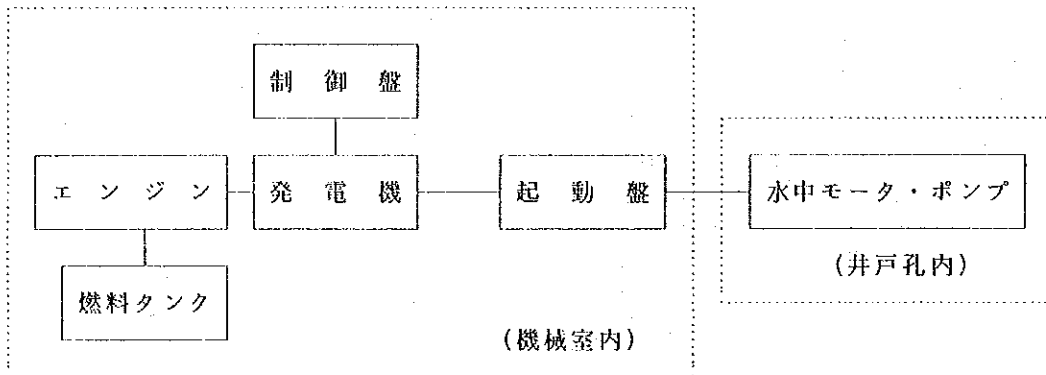 制御盤
エンジン
発電機
起動盤
水中モータ・ポンプ
(井戸孔内)
燃料タンク
(機械室内)